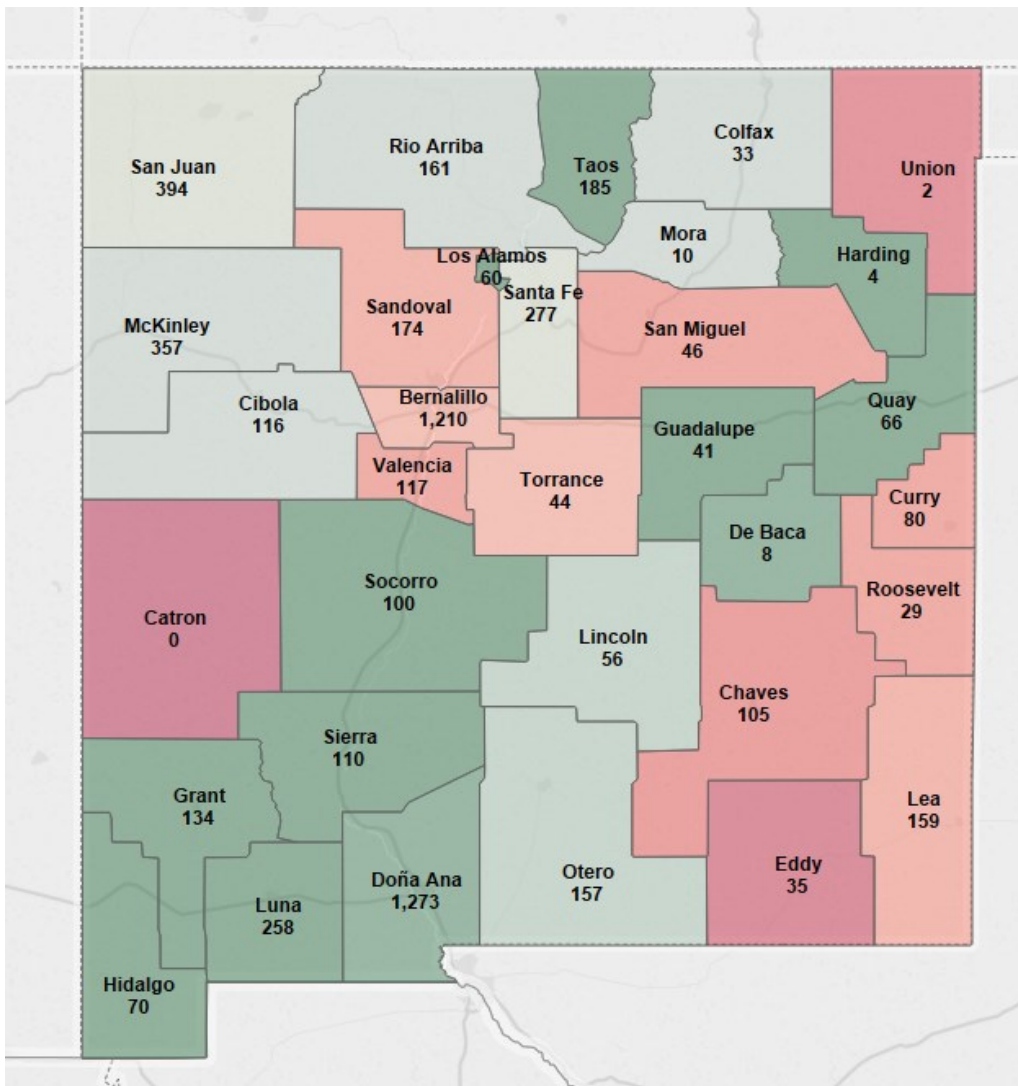 San Juan
394
Rio Arriba
161
Taos
185
Colfax
33
Union
2
Mora
10
Harding
4
Los Alamos
60
Santa Fe
277
Sandoval
174
San Miguel
46
McKinley
357
Cibola
116
Bernalillo
1,210
Valencia
117
Torrance
44
Guadalupe
41
Quay
66
Curry
80
De Baca
8
Roosevelt
29
Catron
0
Socorro
100
Lincoln
56
Chaves
105
Sierra
110
Grant
134
Lea
159
Otero
157
Eddy
35
Doña Ana
1,273
Luna
258
Hidalgo
70